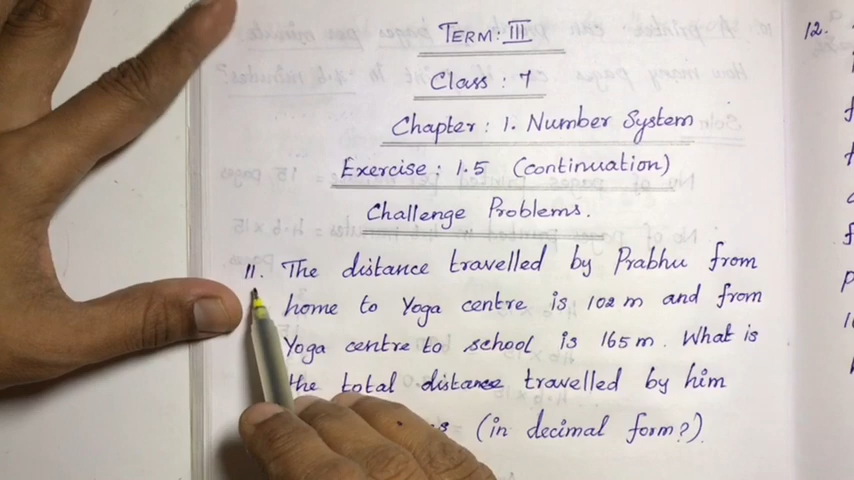 TERM: III
Class : 7
Chapter : 1. Number System
Exercise : 1.5 (continuation)
Challenge Problems.
11. The distance travelled by Prabhu from
home to Yoga centre is 102 m and from
Yoga centre to school is 165 m. What is
the total distance travelled by him
(in decimal form?)
12.